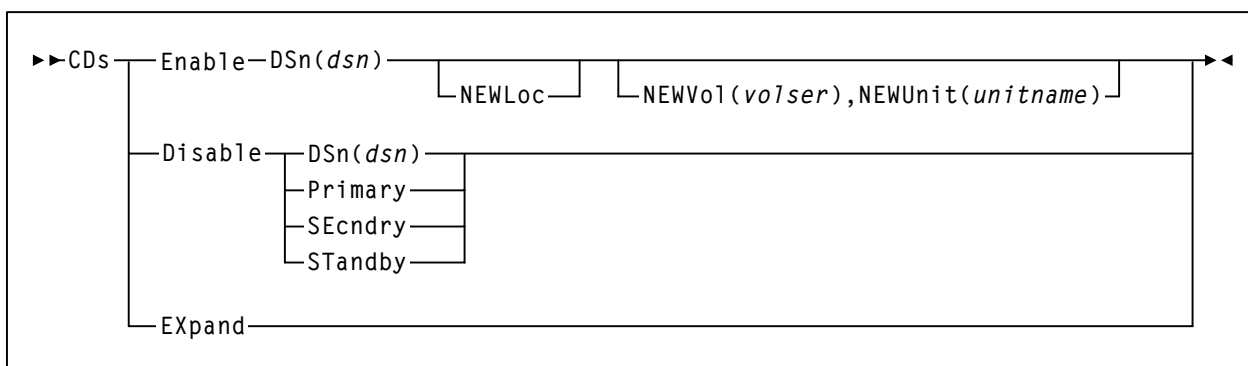 CDs Enable DSn(dsn)
NEWLoc NEWVol(volser),NEWUnit(unitname)
Disable DSn(dsn)
Primary
SEcndry
STandby
EXpand